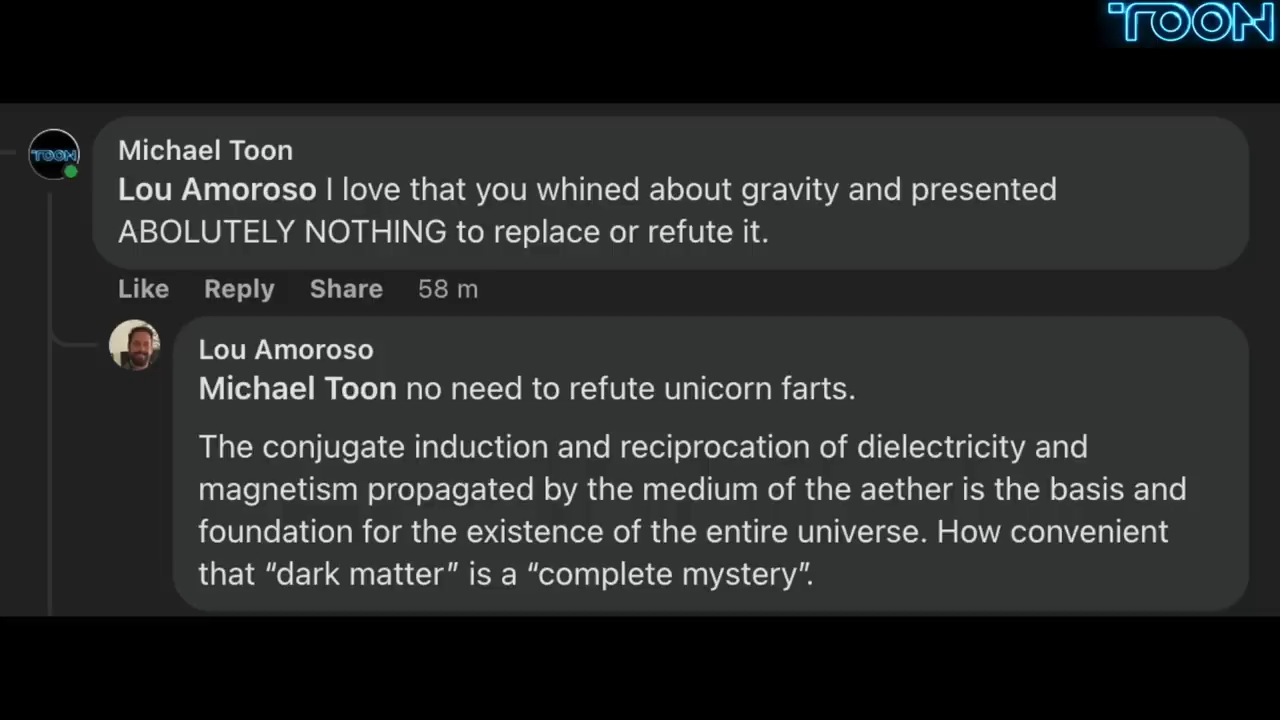 TOON
TOON
Michael Toon
Lou Amoroso I love that you whined about gravity and presented
ABOLUTELY NOTHING to replace or refute it.
Like Reply Share 58 m
Lou Amoroso
Michael Toon no need to refute unicorn farts.
The conjugate induction and reciprocation of dielectricity and
magnetism propagated by the medium of the aether is the basis and
foundation for the existence of the entire universe. How convenient
that “dark matter” is a “complete mystery”.